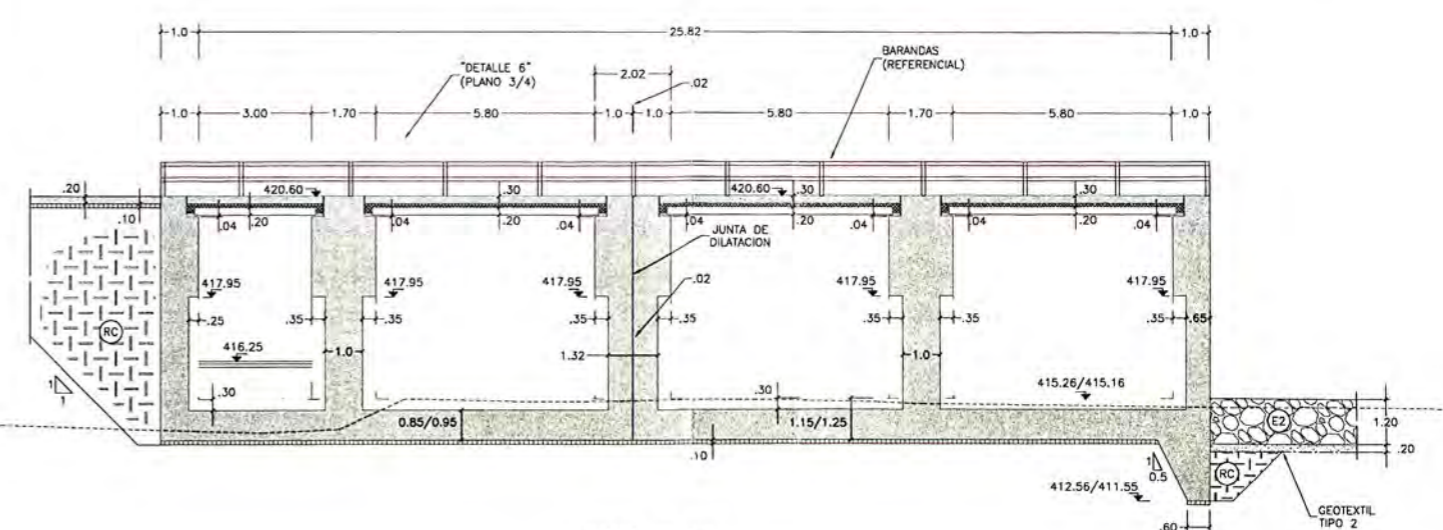 1.0 25.82 1.0
"DETALLE 6"
(PLANO 3/4)
2.02 .02
BARANDAS
(REFERENCIAL)
1.0 3.00 1.70 5.80 1.0 1.0 5.80 1.70 5.80 1.0
.20 420.60 .30 420.60 .30 .30
.10 .04 .20 .04 .20 .04 .04 .20 .04 .04 .20 .04
JUNTA DE
DILATACION
417.95 417.95 417.95 417.95 417.95
.02
.25 .35 .35 .35 .35 .35 .35 .35 .65
RC 416.25 1.0 1.32 1.0
1
1
.30 .30 415.26/415.16
0.85/0.95 1.15/1.25 E2 1.20
.10 .20
1
0.5
RC
412.56/411.55
.60
GEOTEXTIL
TIPO 2